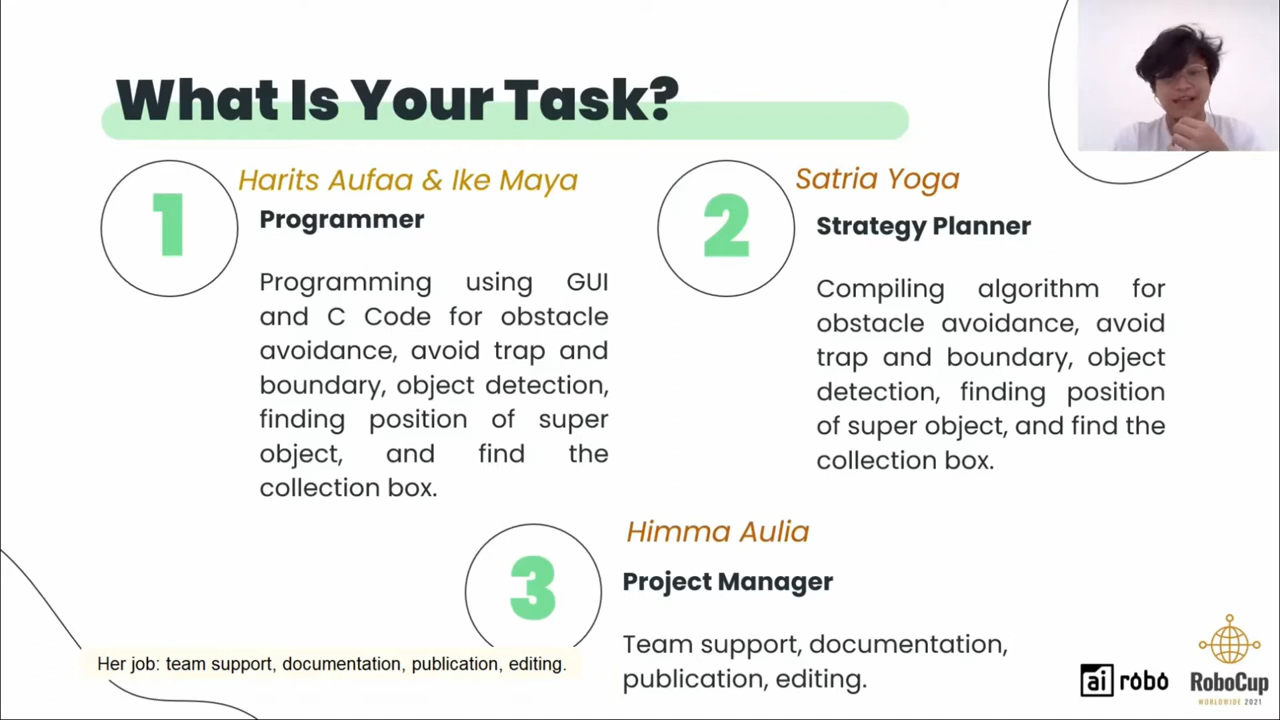 What Is Your Task?
1
Harits Aufaa & Ike Maya
Programmer
Programming using GUI
and C Code for obstacle
avoidance, avoid trap and
boundary, object detection,
finding position of super
object, and find the
collection box.
2
Satria Yoga
Strategy Planner
Compiling algorithm for
obstacle avoidance, avoid
trap and boundary, object
detection, finding position
of super object, and find the
collection box.
3
Himma Aulia
Project Manager
Team support, documentation,
publication, editing.
Her job: team support, documentation, publication, editing.
ai robo
RoboCup
WORLDWIDE 2021